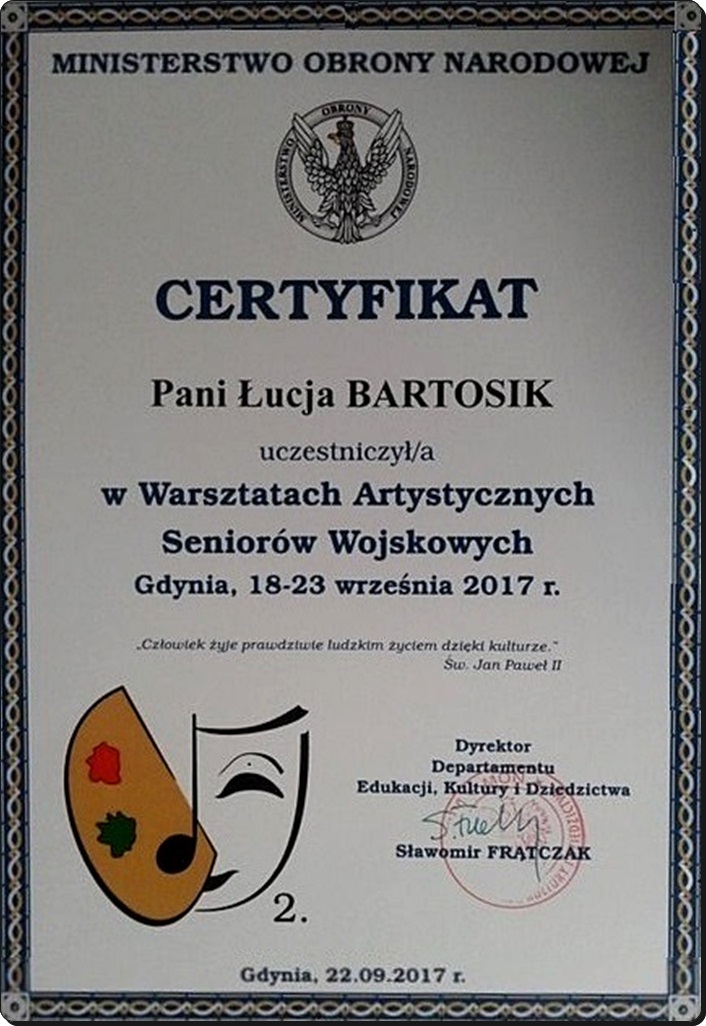 MINISTERSTWO OBRONY NARODOWEJ
MINISTERSTWO OBRONY NARODOWEJ
CERTYFIKAT
Pani Łucja BARTOSIK
uczestniczył/a
w Warsztatach Artystycznych
Seniorów Wojskowych
Gdynia, 18-23 września 2017 r.
„Człowiek żyje prawdziwie ludzkim życiem dzięki kulturze.”
Św. Jan Paweł II
Dyrektor
Departamentu
Edukacji, Kultury i Dziedzictwa
Sławomir FRĄTCZAK
2.
Gdynia, 22.09.2017 r.